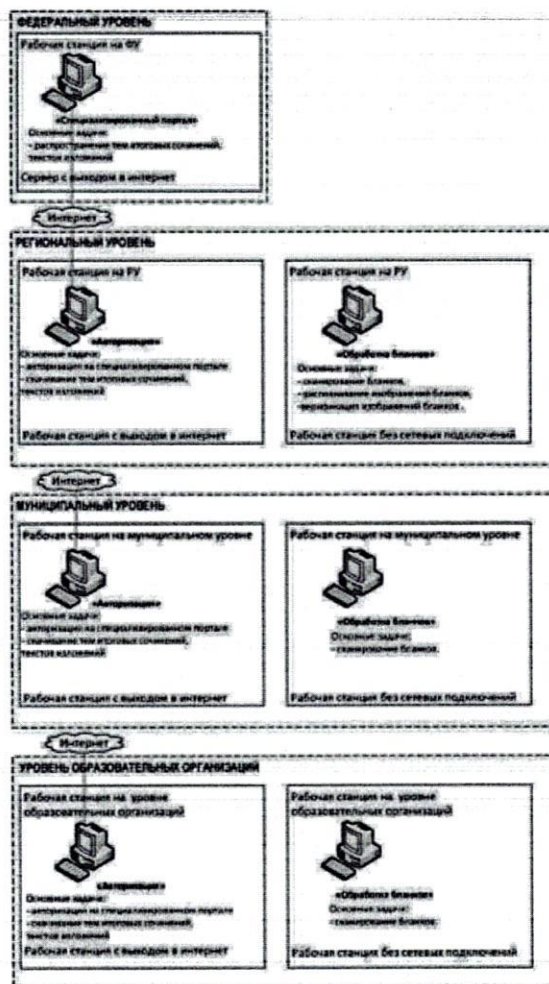 ФЕДЕРАЛЬНЫЙ УРОВЕНЬ
Рабочая станция на ФУ
«Специализированный портал»
Основные задачи:
- распространение тем итоговых сочинений,
текстов изложений
Сервер с выходом в интернет
Интернет
РЕГИОНАЛЬНЫЙ УРОВЕНЬ
Рабочая станция на РУ
«Авторизация»
Основные задачи:
- авторизация на специализированном портале
- скачивание тем итоговых сочинений,
текстов изложений
Рабочая станция с выходом в интернет
Рабочая станция на РУ
«Обработка бланков»
Основные задачи:
- сканирование бланков,
- распознавание изображений бланков,
- верификация изображений бланков .
Рабочая станция без сетевых подключений
Интернет
МУНИЦИПАЛЬНЫЙ УРОВЕНЬ
Рабочая станция на муниципальном уровне
«Авторизация»
Основные задачи:
- авторизация на специализированном портале
- скачивание тем итоговых сочинений,
текстов изложений
Рабочая станция с выходом в интернет
Рабочая станция на муниципальном уровне
«Обработка бланков»
Основные задачи:
- сканирование бланков.
Рабочая станция без сетевых подключений
Интернет
УРОВЕНЬ ОБРАЗОВАТЕЛЬНЫХ ОРГАНИЗАЦИЙ
Рабочая станция на уровне
образовательных организаций
«Авторизация»
Основные задачи:
- авторизация на специализированном портале
- скачивание тем итоговых сочинений,
текстов изложений
Рабочая станция с выходом в интернет
Рабочая станция на уровне
образовательных организаций
«Обработка бланков»
Основные задачи:
- сканирование бланков.
Рабочая станция без сетевых подключений